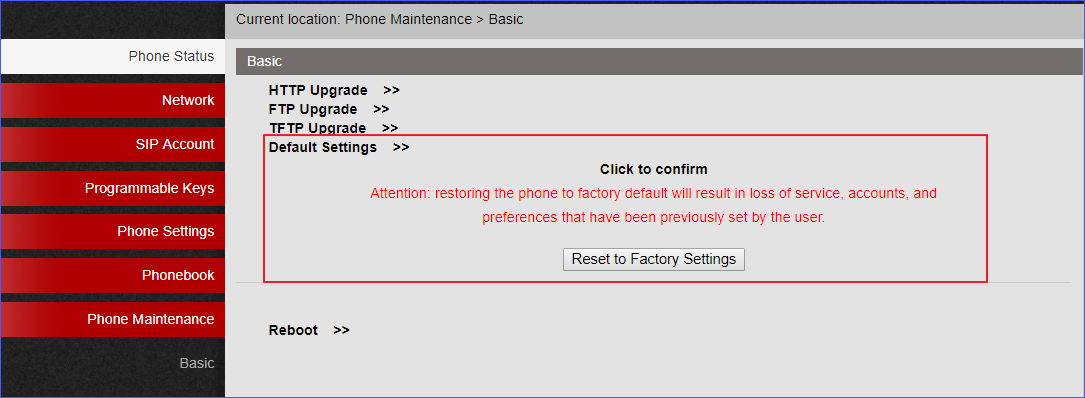 Current location: Phone Maintenance > Basic
Phone Status
Network
SIP Account
Programmable Keys
Phone Settings
Phonebook
Phone Maintenance
Basic
Basic
HTTP Upgrade >>
FTP Upgrade >>
TFTP Upgrade >>
Default Settings >>
Click to confirm
Attention: restoring the phone to factory default will result in loss of service, accounts, and
preferences that have been previously set by the user.
Reset to Factory Settings
Reboot >>